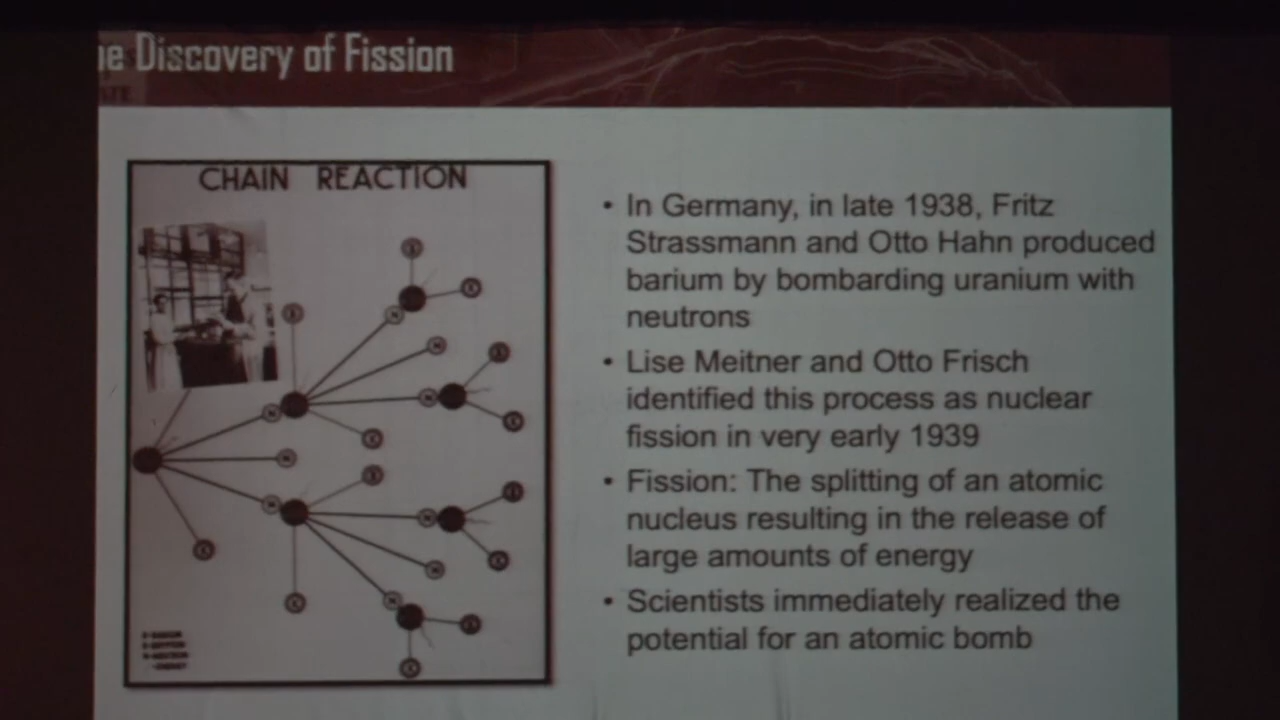 he Discovery of Fission
CHAIN REACTION
• In Germany, in late 1938, Fritz
Strassmann and Otto Hahn produced
barium by bombarding uranium with
neutrons
• Lise Meitner and Otto Frisch
identified this process as nuclear
fission in very early 1939
• Fission: The splitting of an atomic
nucleus resulting in the release of
large amounts of energy
• Scientists immediately realized the
potential for an atomic bomb